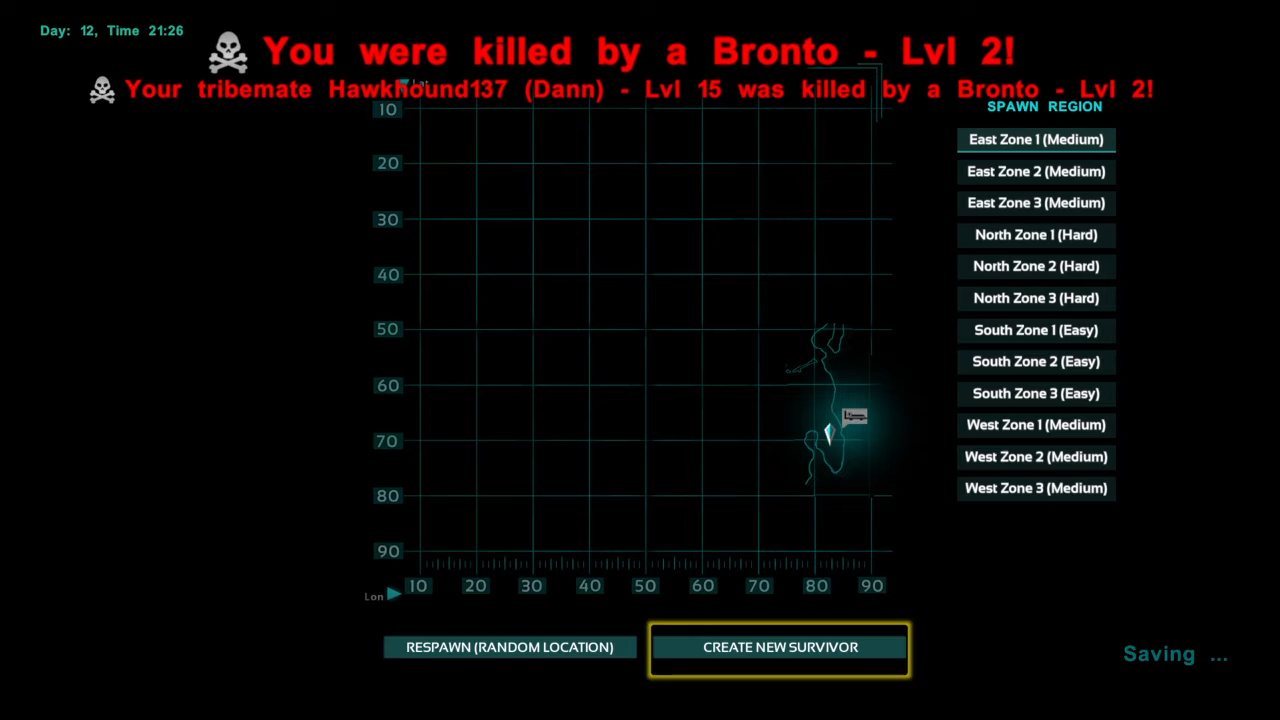 Day: 12, Time 21:26
You were killed by a Bronto - Lvl 2!
Your tribemate Hawkhound137 (Dann) - Lvl 15 was killed by a Bronto - Lvl 2!
Lat
SPAWN REGION
10
20
30
40
50
60
70
80
90
East Zone 1 (Medium)
East Zone 2 (Medium)
East Zone 3 (Medium)
North Zone 1 (Hard)
North Zone 2 (Hard)
North Zone 3 (Hard)
South Zone 1 (Easy)
South Zone 2 (Easy)
South Zone 3 (Easy)
West Zone 1 (Medium)
West Zone 2 (Medium)
West Zone 3 (Medium)
Lon 10 20 30 40 50 60 70 80 90
RESPAWN (RANDOM LOCATION)
CREATE NEW SURVIVOR
Saving ...